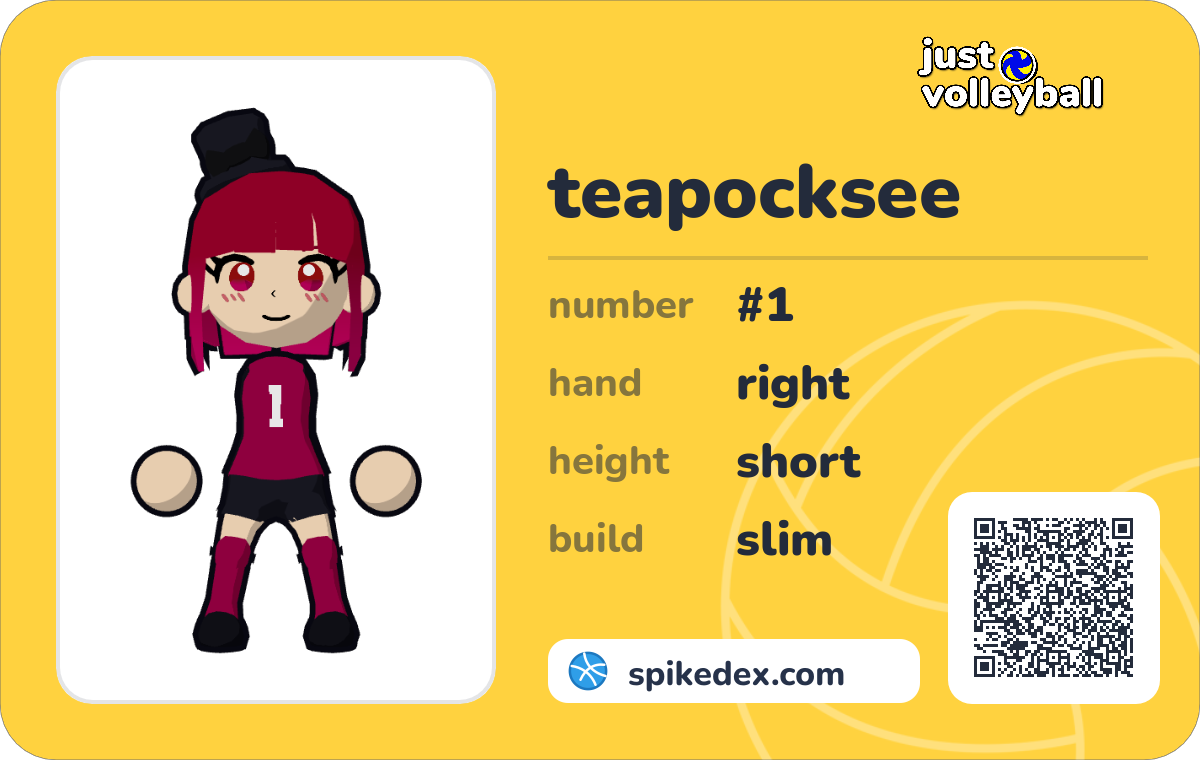 just
volleyball
teapocksee
number #1
hand right
height short
build slim
1
spikedex.com